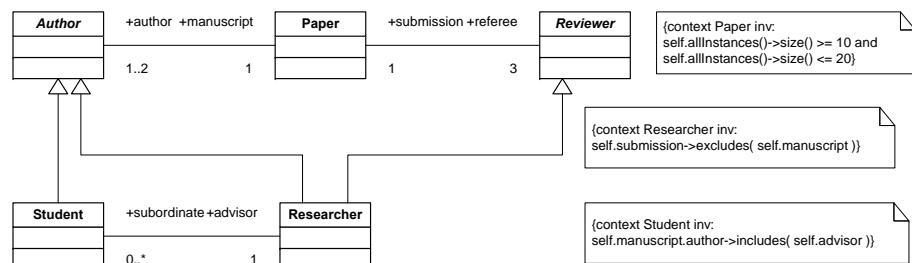 Author
+author +manuscript
Paper
+submission +referee
Reviewer
1..2
1
1
3
{context Paper inv:
self.allInstances()->size() >= 10 and
self.allInstances()->size() <= 20}
{context Researcher inv:
self.submission->excludes( self.manuscript )}
Student
+subordinate +advisor
Researcher
0..*
1
{context Student inv:
self.manuscript.author->includes( self.advisor )}